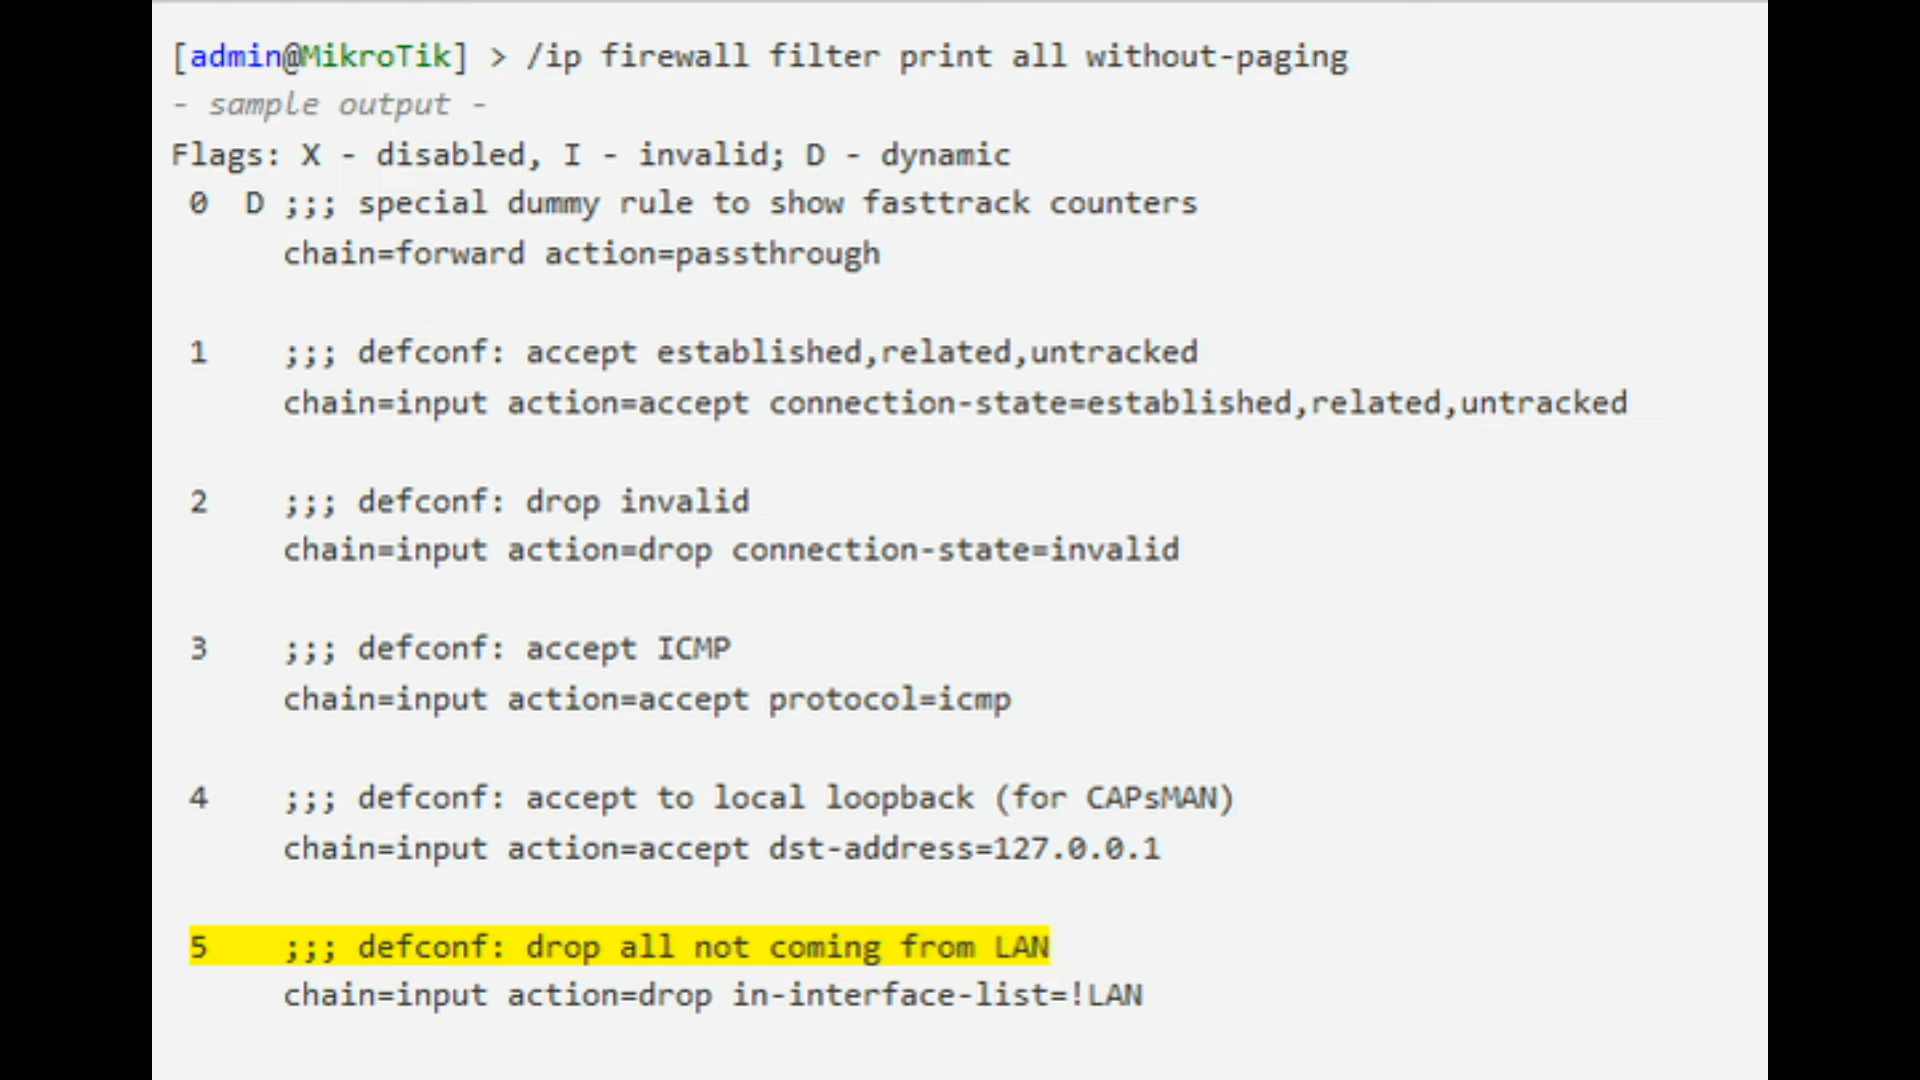 [admin@MikroTik] > /ip firewall filter print all without-paging
- sample output -
Flags: X - disabled, I - invalid; D - dynamic
0 D ;;; special dummy rule to show fasttrack counters
chain=forward action=passthrough
1 ;;; defconf: accept established,related,untracked
chain=input action=accept connection-state=established,related,untracked
2 ;;; defconf: drop invalid
chain=input action=drop connection-state=invalid
3 ;;; defconf: accept ICMP
chain=input action=accept protocol=icmp
4 ;;; defconf: accept to local loopback (for CAPsMAN)
chain=input action=accept dst-address=127.0.0.1
5 ;;; defconf: drop all not coming from LAN
chain=input action=drop in-interface-list=!LAN